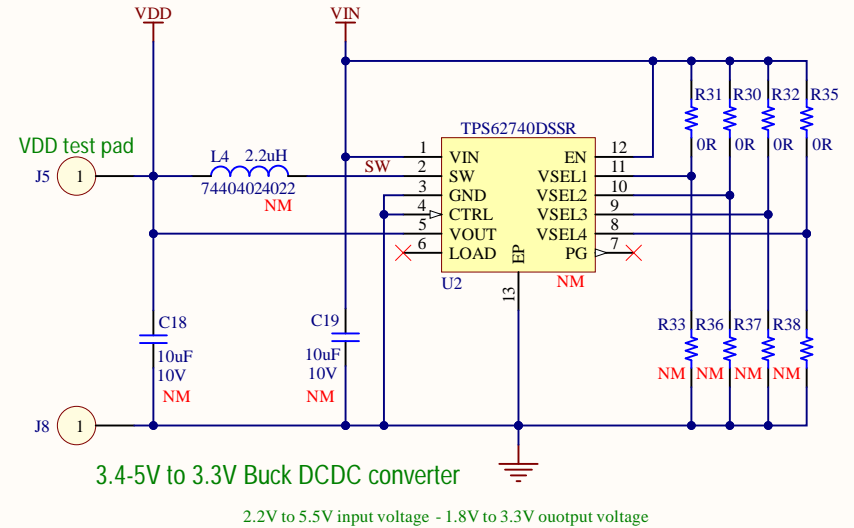 VDD
VIN
R31
R30
R32
R35
0R
0R
0R
0R
TPS62740DSSR
VDD test pad
J5
1
L4
2.2uH
74404024022
NM
SW
1
VIN
2
SW
3
GND
4
CTRL
5
VOUT
6
LOAD
12
EN
11
VSEL1
10
VSEL2
9
VSEL3
8
VSEL4
7
PG
EP
13
U2
NM
C18
10uF
10V
NM
C19
10uF
10V
NM
R33
R36
R37
R38
NM
NM
NM
NM
J8
1
3.4-5V to 3.3V Buck DCDC converter
2.2V to 5.5V input voltage - 1.8V to 3.3V ouotput voltage